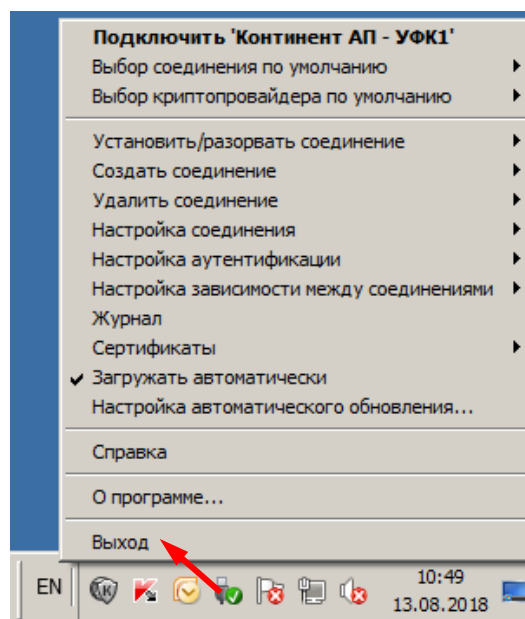 Подключить 'Континент АП - УФК1'
Выбор соединения по умолчанию
Выбор криптопровайдера по умолчанию
Установить/разорвать соединение
Создать соединение
Удалить соединение
Настройка соединения
Настройка аутентификации
Настройка зависимости между соединениями
Журнал
Сертификаты
Загружать автоматически
Настройка автоматического обновления...
Справка
О программе...
Выход
EN
10:49
13.08.2018